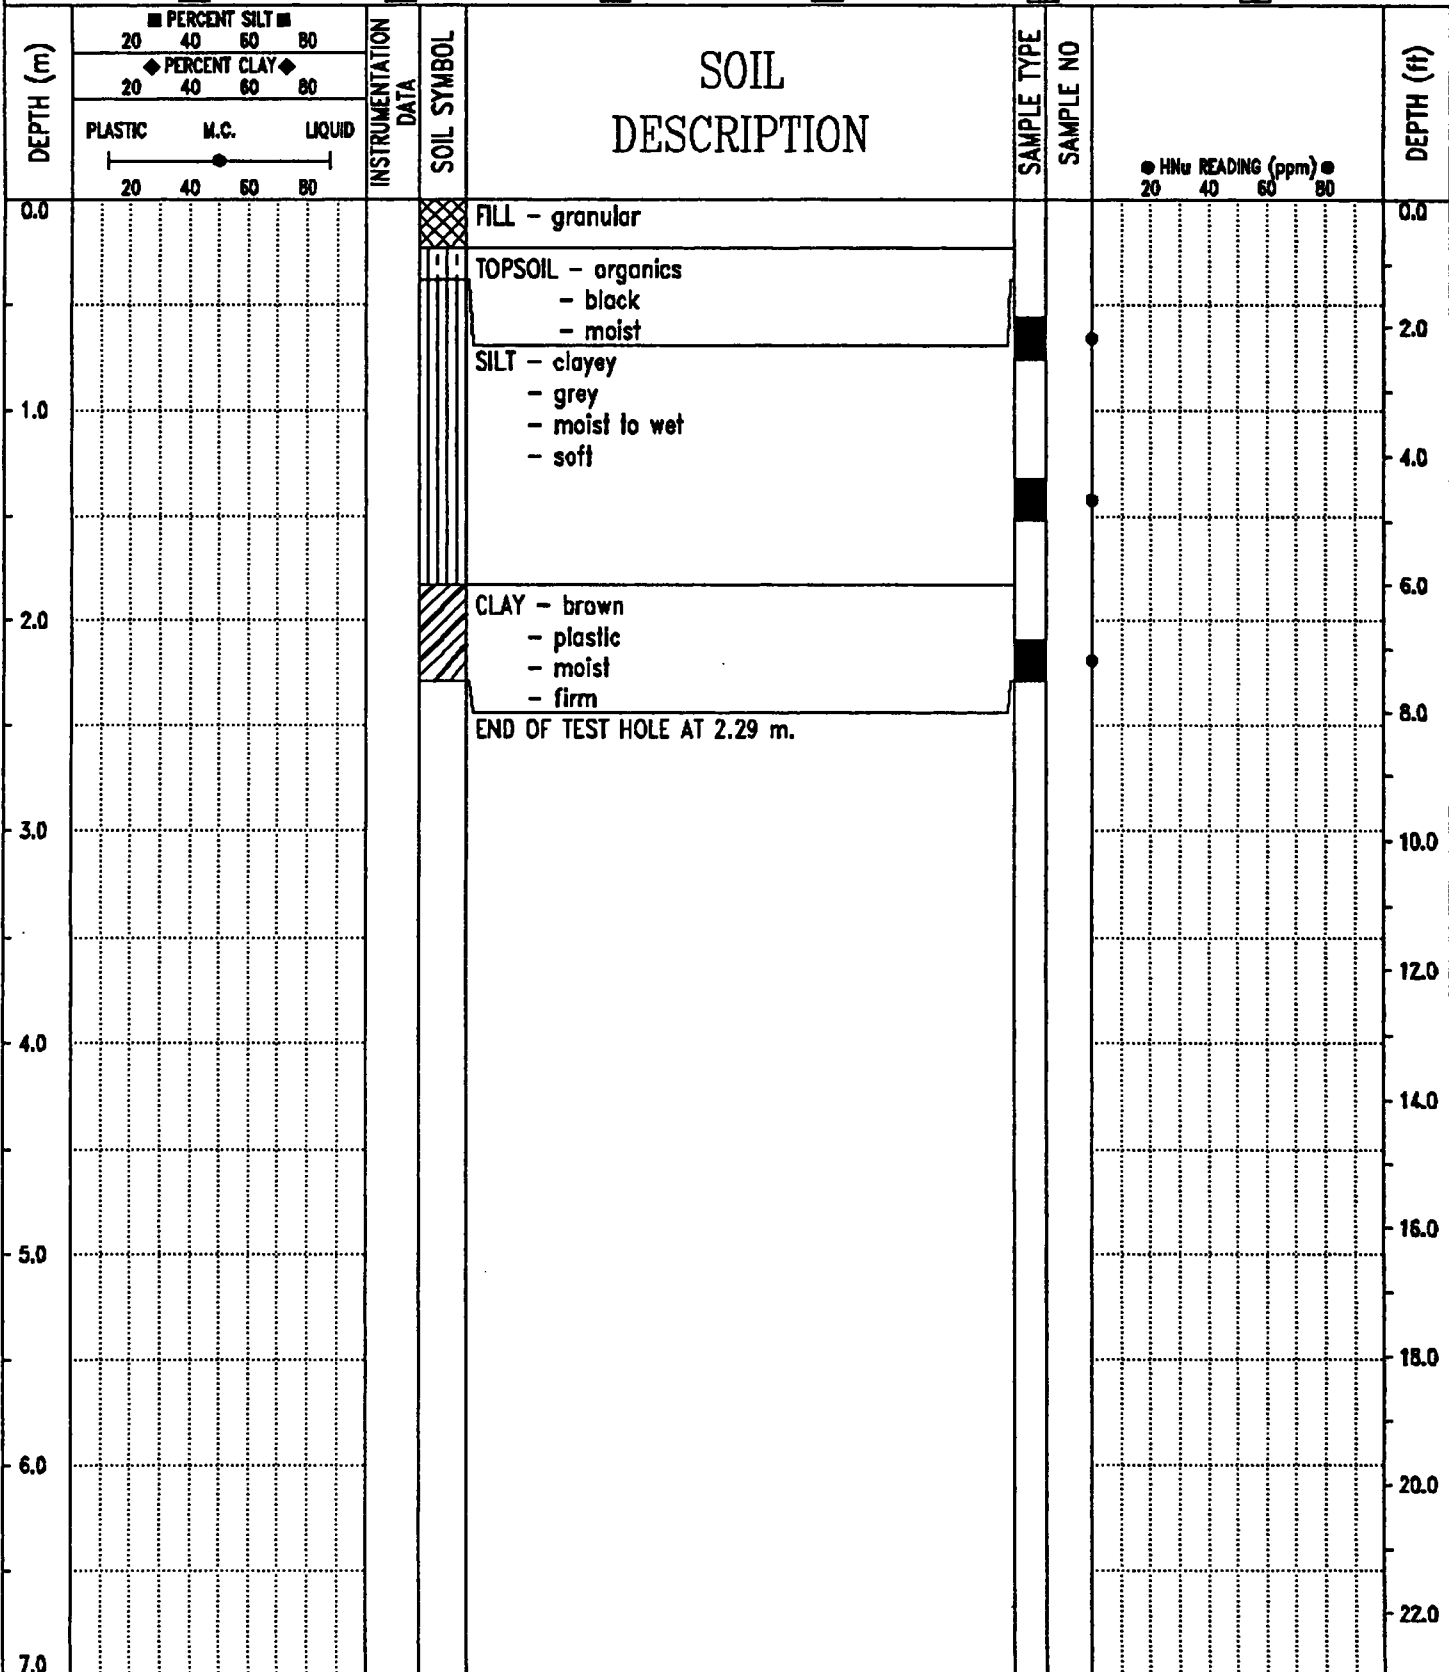 DEPTH (m)
■ PERCENT SILT ■
20 40 60 80
◆ PERCENT CLAY ◆
20 40 60 80
PLASTIC M.C. LIQUID
20 40 60 80
INSTRUMENTATION
DATA
SOIL SYMBOL
SOIL
DESCRIPTION
SAMPLE TYPE
SAMPLE NO
● HNu READING (ppm) ●
20 40 60 80
DEPTH (ft)
0.0
FILL - granular
0.0
TOPSOIL - organics
- black
- moist
2.0
SILT - clayey
- grey
1.0
- moist to wet
- soft
4.0
6.0
CLAY - brown
2.0
- plastic
- moist
- firm
8.0
END OF TEST HOLE AT 2.29 m.
3.0
10.0
12.0
4.0
14.0
16.0
5.0
18.0
6.0
20.0
22.0
7.0